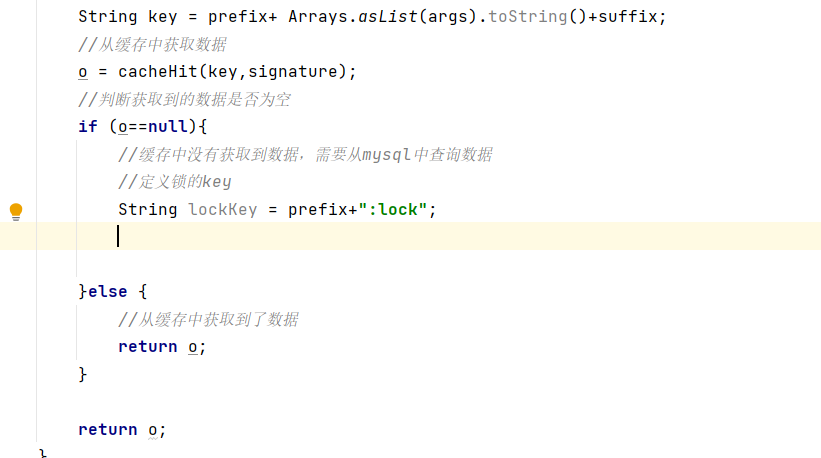 String key = prefix+ Arrays.asList(args).toString()+suffix;
//从缓存中获取数据
o = cacheHit(key,signature);
//判断获取到的数据是否为空
if (o==null){
//缓存中没有获取到数据，需要从mysql中查询数据
//定义锁的key
String lockKey = prefix+":lock";
}else {
//从缓存中获取到了数据
return o;
}
return o;
}